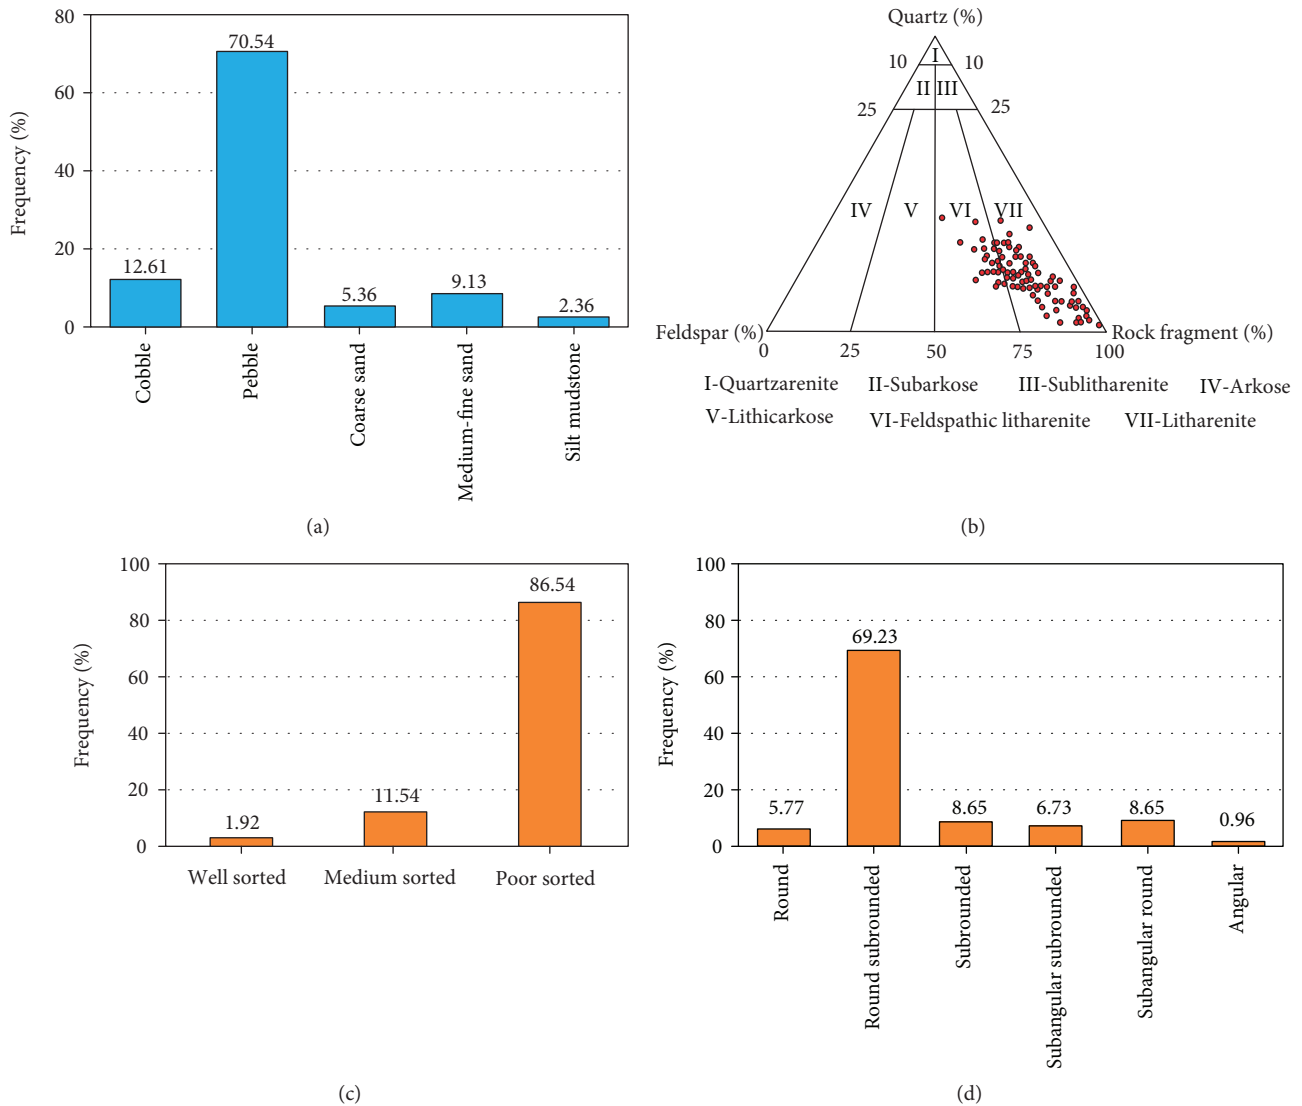 80
60
40
20
0
Frequency (%)
12.61
70.54
5.36
9.13
2.36
Cobble
Pebble
Coarse sand
Medium-fine sand
Silt mudstone
(a)
Quartz (%)
10
10
I
II
III
25
25
IV
V
VI
VII
Feldspar (%)
Rock fragment (%)
0
25
50
75
100
I-Quartzarenite II-Subarkose III-Sublitharenite IV-Arkose
V-Lithicarkose VI-Feldspathic litharenite VII-Litharenite
(b)
100
80
60
40
20
0
Frequency (%)
1.92
11.54
86.54
Well sorted
Medium sorted
Poor sorted
(c)
100
80
60
40
20
0
Frequency (%)
5.77
69.23
8.65
6.73
8.65
0.96
Round
Round subrounded
Subrounded
Subangular subrounded
Subangular round
Angular
(d)